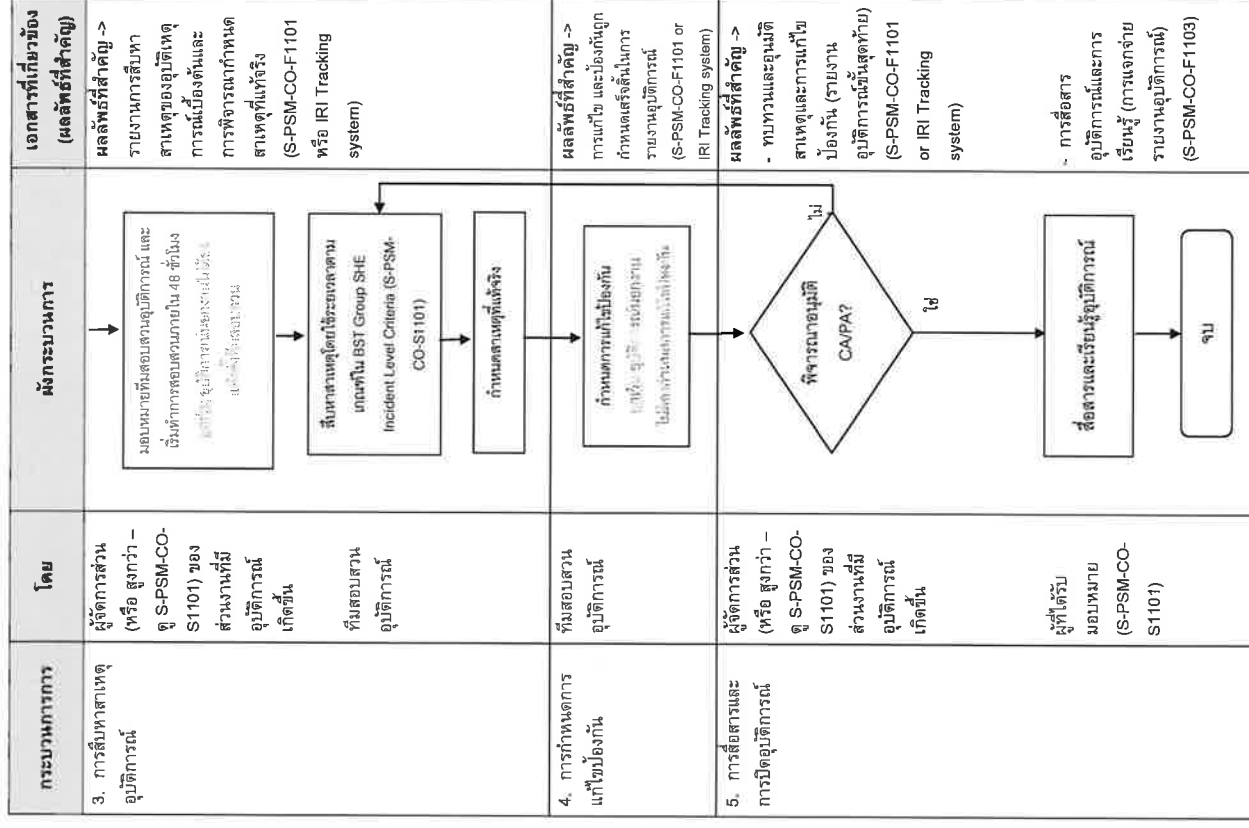 กระบวนการการ
โดย
ผังกระบวนการ
เอกสารที่เกี่ยวข้อง
(ผลลัพธ์ที่สำคัญ)
3. การสืบหาสาเหตุ
อุบัติการณ์
ผู้จัดการส่วน
(หรือ สูงกว่า –
ดู S-PSM-CO-
S1101) ของ
ส่วนงานที่มี
อุบัติการณ์
เกิดขึ้น
ทีมสอบสวน
อุบัติการณ์
มอบหมายทีมสอบสวนอุบัติการณ์ และ
เริ่มทำการสอบสวนภายใน 48 ชั่วโมง
สืบหาสาเหตุโดยใช้ระยะเวลาตาม
เกณฑ์ใน BST Group SHE
Incident Level Criteria (S-PSM-
CO-S1101)
กำหนดสาเหตุที่แท้จริง
ผลลัพธ์ที่สำคัญ ->
รายงานการสืบหา
สาเหตุของอุบัติเหตุ
การณ์เบื้องต้นและ
การพิจารณากำหนด
สาเหตุที่แท้จริง
(S-PSM-CO-F1101
หรือ IRI Tracking
system)
4. การกำหนดการ
แก้ไขป้องกัน
ทีมสอบสวน
อุบัติการณ์
กำหนดการแก้ไขป้องกัน
ผลลัพธ์ที่สำคัญ ->
การแก้ไข และป้องกันถูก
กำหนดเสร็จสิ้นในการ
รายงานอุบัติการณ์
(S-PSM-CO-F1101 or
IRI Tracking system)
5. การสื่อสารและ
การปิดอุบัติการณ์
ผู้จัดการส่วน
(หรือ สูงกว่า –
ดู S-PSM-CO-
S1101) ของ
ส่วนงานที่มี
อุบัติการณ์
เกิดขึ้น
ผู้ที่ได้รับ
มอบหมาย
(S-PSM-CO-
S1101)
พิจารณาอนุมัติ
CA/PA?
ไม่
ใช่
สื่อสารและเรียนรู้อุบัติการณ์
จบ
ผลลัพธ์ที่สำคัญ ->
- ทบทวนและอนุมัติ
สาเหตุและการแก้ไข
ป้องกัน (รายงาน
อุบัติการณ์ขั้นสุดท้าย)
(S-PSM-CO-F1101
or IRI Tracking
system)
- การสื่อสาร
อุบัติการณ์และการ
เรียนรู้ (การแจกจ่าย
รายงานอุบัติการณ์)
(S-PSM-CO-F1103)